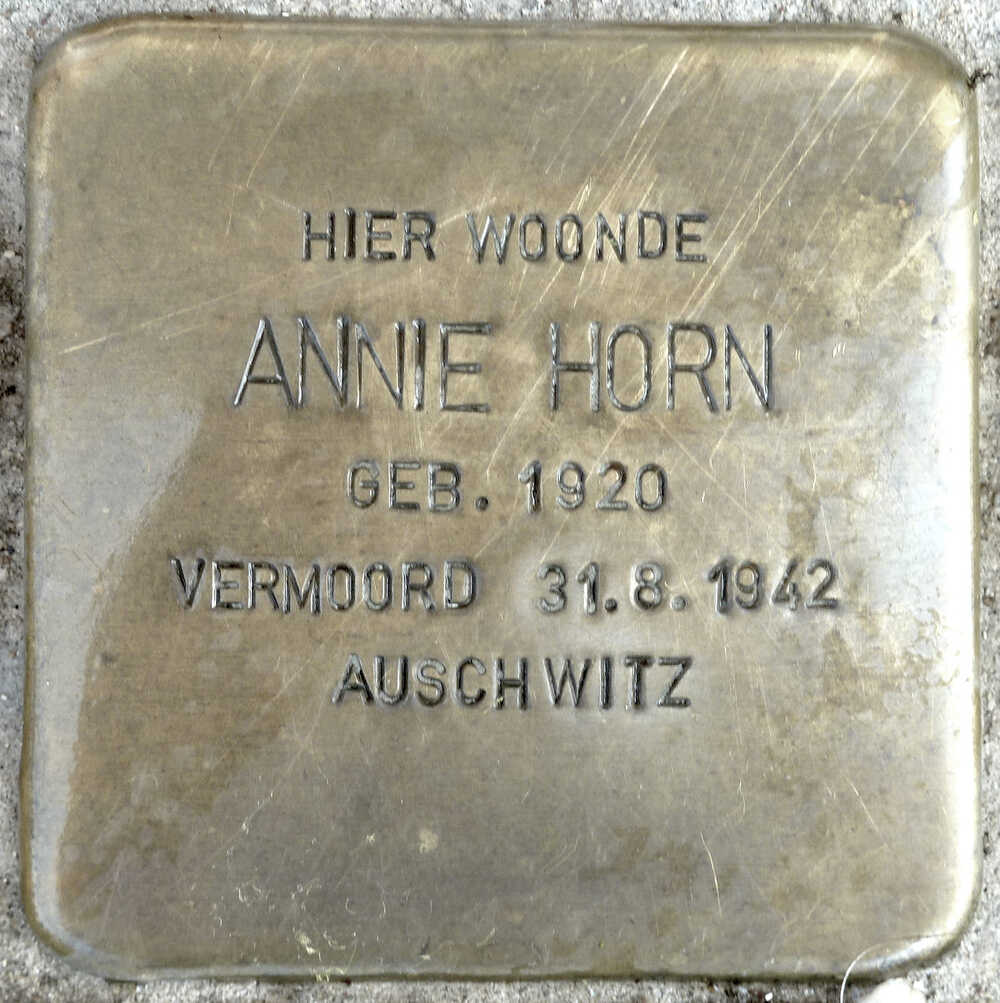 HIER WOONDE
ANNIE HORN
GEB. 1920
VERMOORD 31.8.1942
AUSCHWITZ